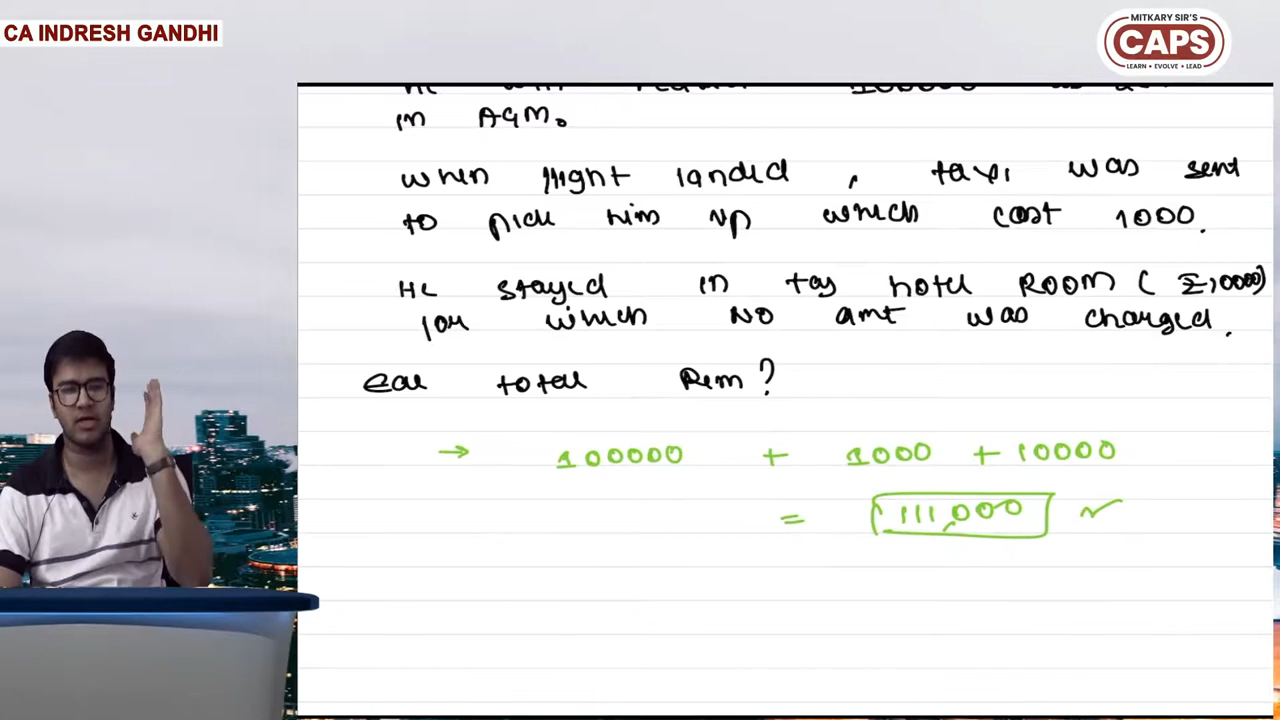 CA INDRESH GANDHI
MITKARY SIR'S
CAPS
LEARN • EVOLVE • LEAD
100000
in AGM.
when flight landed , taxi was sent
to pick him up which cost 1000.
He stayed in taj hotel Room ( ₹10000)
for which No amt was charged.
Cal total Rem?
→ 100000 + 1000 + 10000
= 111,000 ✓